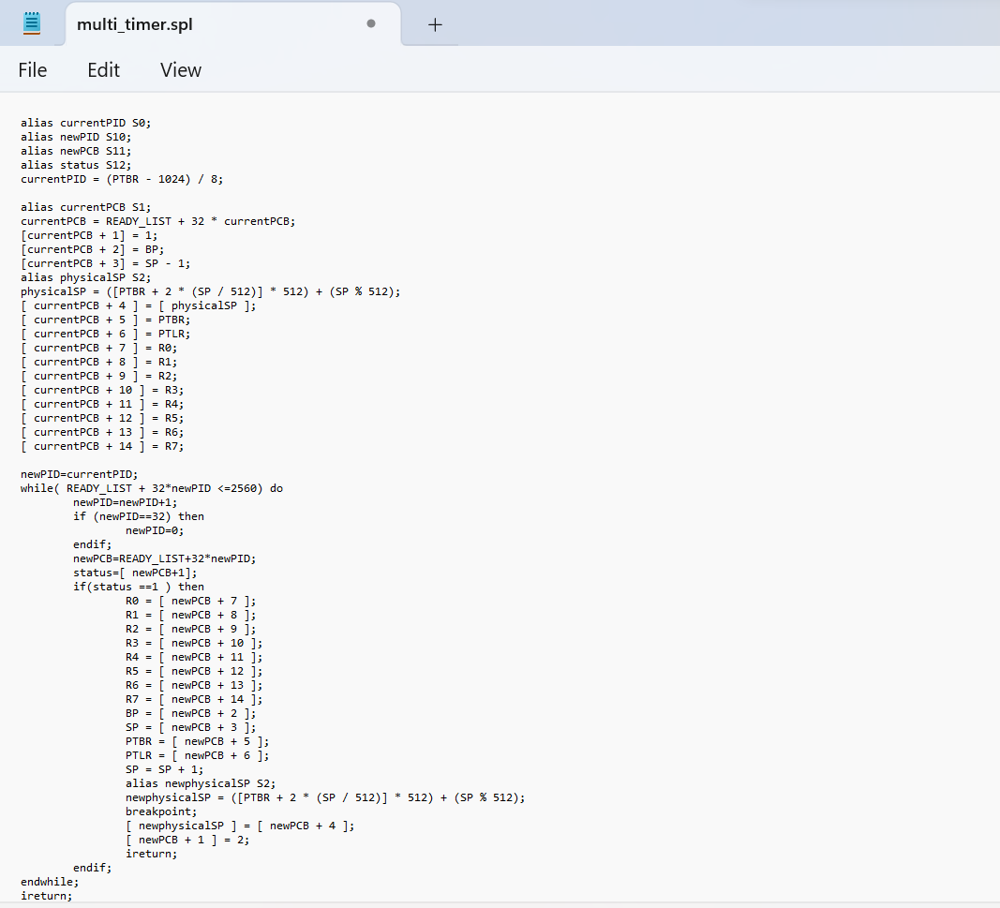 multi_timer.spl
File Edit View
alias currentPID S0;
alias newPID S10;
alias newPCB S11;
alias status S12;
currentPID = (PTBR - 1024) / 8;

alias currentPCB S1;
currentPCB = READY_LIST + 32 * currentPCB;
[currentPCB + 1] = 1;
[currentPCB + 2] = BP;
[currentPCB + 3] = SP - 1;
alias physicalSP S2;
physicalSP = ([PTBR + 2 * (SP / 512)] * 512) + (SP % 512);
[ currentPCB + 4 ] = [ physicalSP ];
[ currentPCB + 5 ] = PTBR;
[ currentPCB + 6 ] = PTLR;
[ currentPCB + 7 ] = R0;
[ currentPCB + 8 ] = R1;
[ currentPCB + 9 ] = R2;
[ currentPCB + 10 ] = R3;
[ currentPCB + 11 ] = R4;
[ currentPCB + 12 ] = R5;
[ currentPCB + 13 ] = R6;
[ currentPCB + 14 ] = R7;

newPID=currentPID;
while( READY_LIST + 32*newPID <=2560) do
        newPID=newPID+1;
        if (newPID==32) then
                newPID=0;
        endif;
        newPCB=READY_LIST+32*newPID;
        status=[ newPCB+1];
        if(status ==1 ) then
                R0 = [ newPCB + 7 ];
                R1 = [ newPCB + 8 ];
                R2 = [ newPCB + 9 ];
                R3 = [ newPCB + 10 ];
                R4 = [ newPCB + 11 ];
                R5 = [ newPCB + 12 ];
                R6 = [ newPCB + 13 ];
                R7 = [ newPCB + 14 ];
                BP = [ newPCB + 2 ];
                SP = [ newPCB + 3 ];
                PTBR = [ newPCB + 5 ];
                PTLR = [ newPCB + 6 ];
                SP = SP + 1;
                alias newphysicalSP S2;
                newphysicalSP = ([PTBR + 2 * (SP / 512)] * 512) + (SP % 512);
                breakpoint;
                [ newphysicalSP ] = [ newPCB + 4 ];
                [ newPCB + 1 ] = 2;
                ireturn;
        endif;
endwhile;
ireturn;